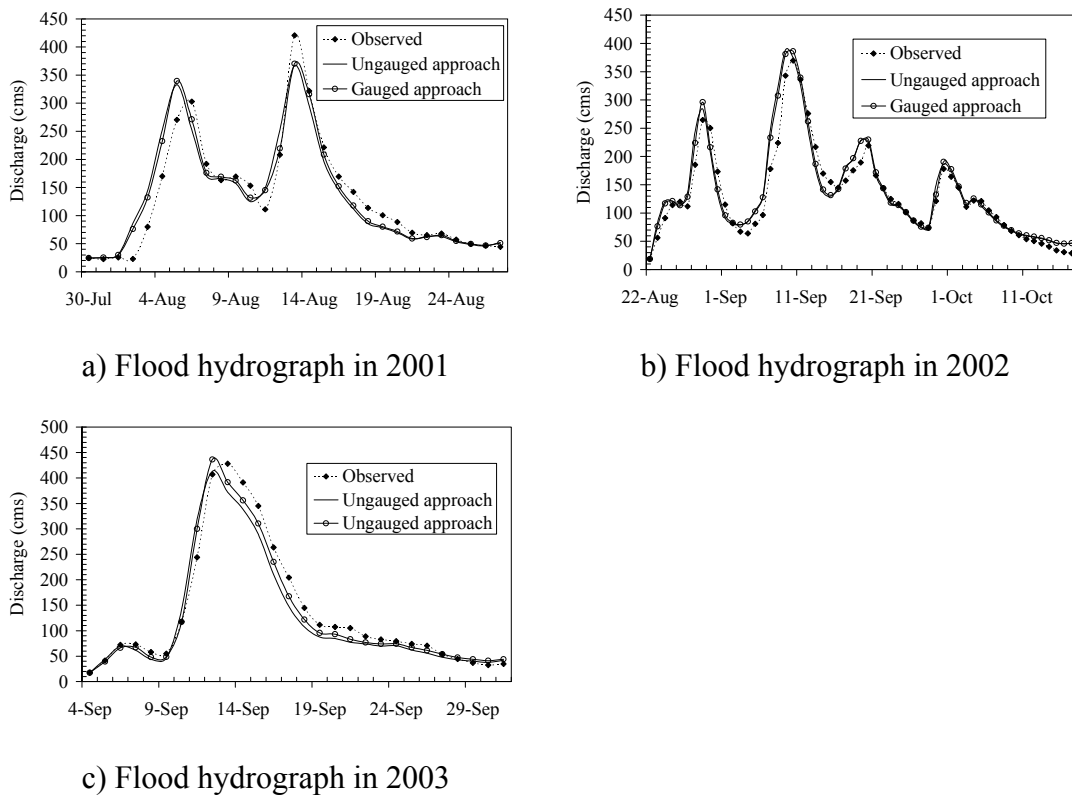 450
400
350
300
250
200
150
100
50
0
Discharge (cms)
Observed
Ungauged approach
Gauged approach
30-Jul 4-Aug 9-Aug 14-Aug 19-Aug 24-Aug
a) Flood hydrograph in 2001
450
400
350
300
250
200
150
100
50
0
Discharge (cms)
Observed
Ungauged approach
Gauged approach
22-Aug 1-Sep 11-Sep 21-Sep 1-Oct 11-Oct
b) Flood hydrograph in 2002
500
450
400
350
300
250
200
150
100
50
0
Discharge (cms)
Observed
Ungauged approach
Ungauged approach
4-Sep 9-Sep 14-Sep 19-Sep 24-Sep 29-Sep
c) Flood hydrograph in 2003